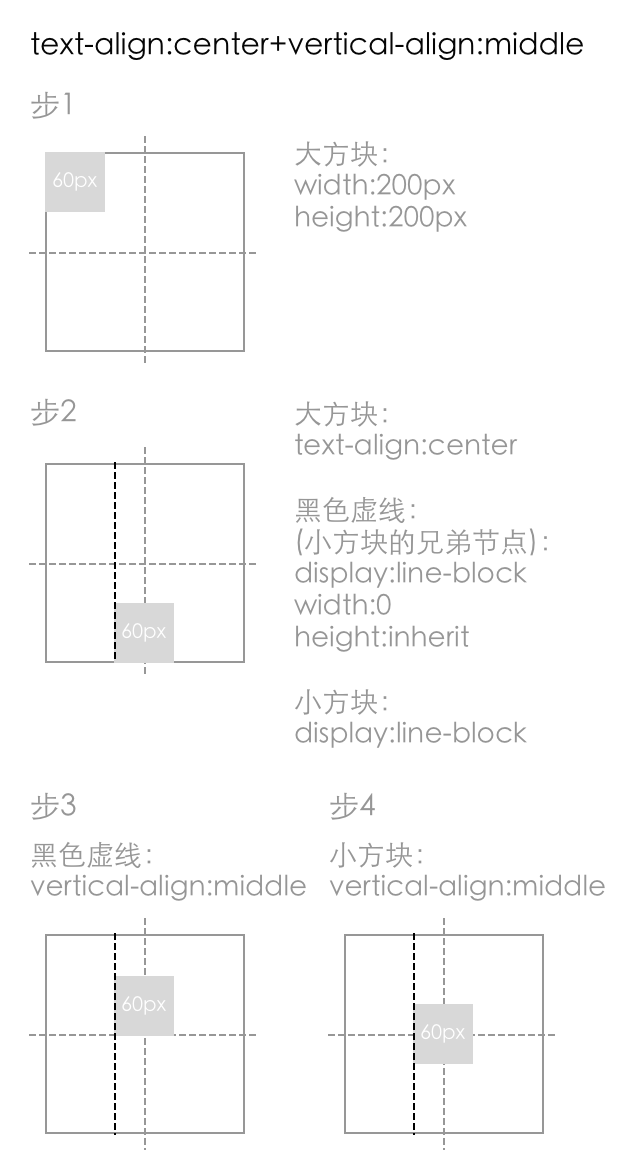 text-align:center+vertical-align:middle
步1
60px
大方块：
width:200px
height:200px
步2
60px
大方块：
text-align:center
黑色虚线：
(小方块的兄弟节点)：
display:line-block
width:0
height:inherit
小方块：
display:line-block
步3
黑色虚线：
vertical-align:middle
60px
步4
小方块：
vertical-align:middle
60px